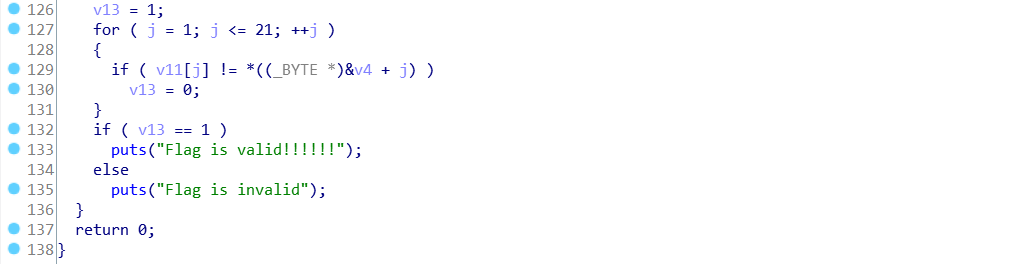 126 v13 = 1;
127 for ( j = 1; j <= 21; ++j )
128 {
129 if ( v11[j] != *((_BYTE *)&v4 + j) )
130 v13 = 0;
131 }
132 if ( v13 == 1 )
133 puts("Flag is valid!!!!!!");
134 else
135 puts("Flag is invalid");
136 }
137 return 0;
138 }